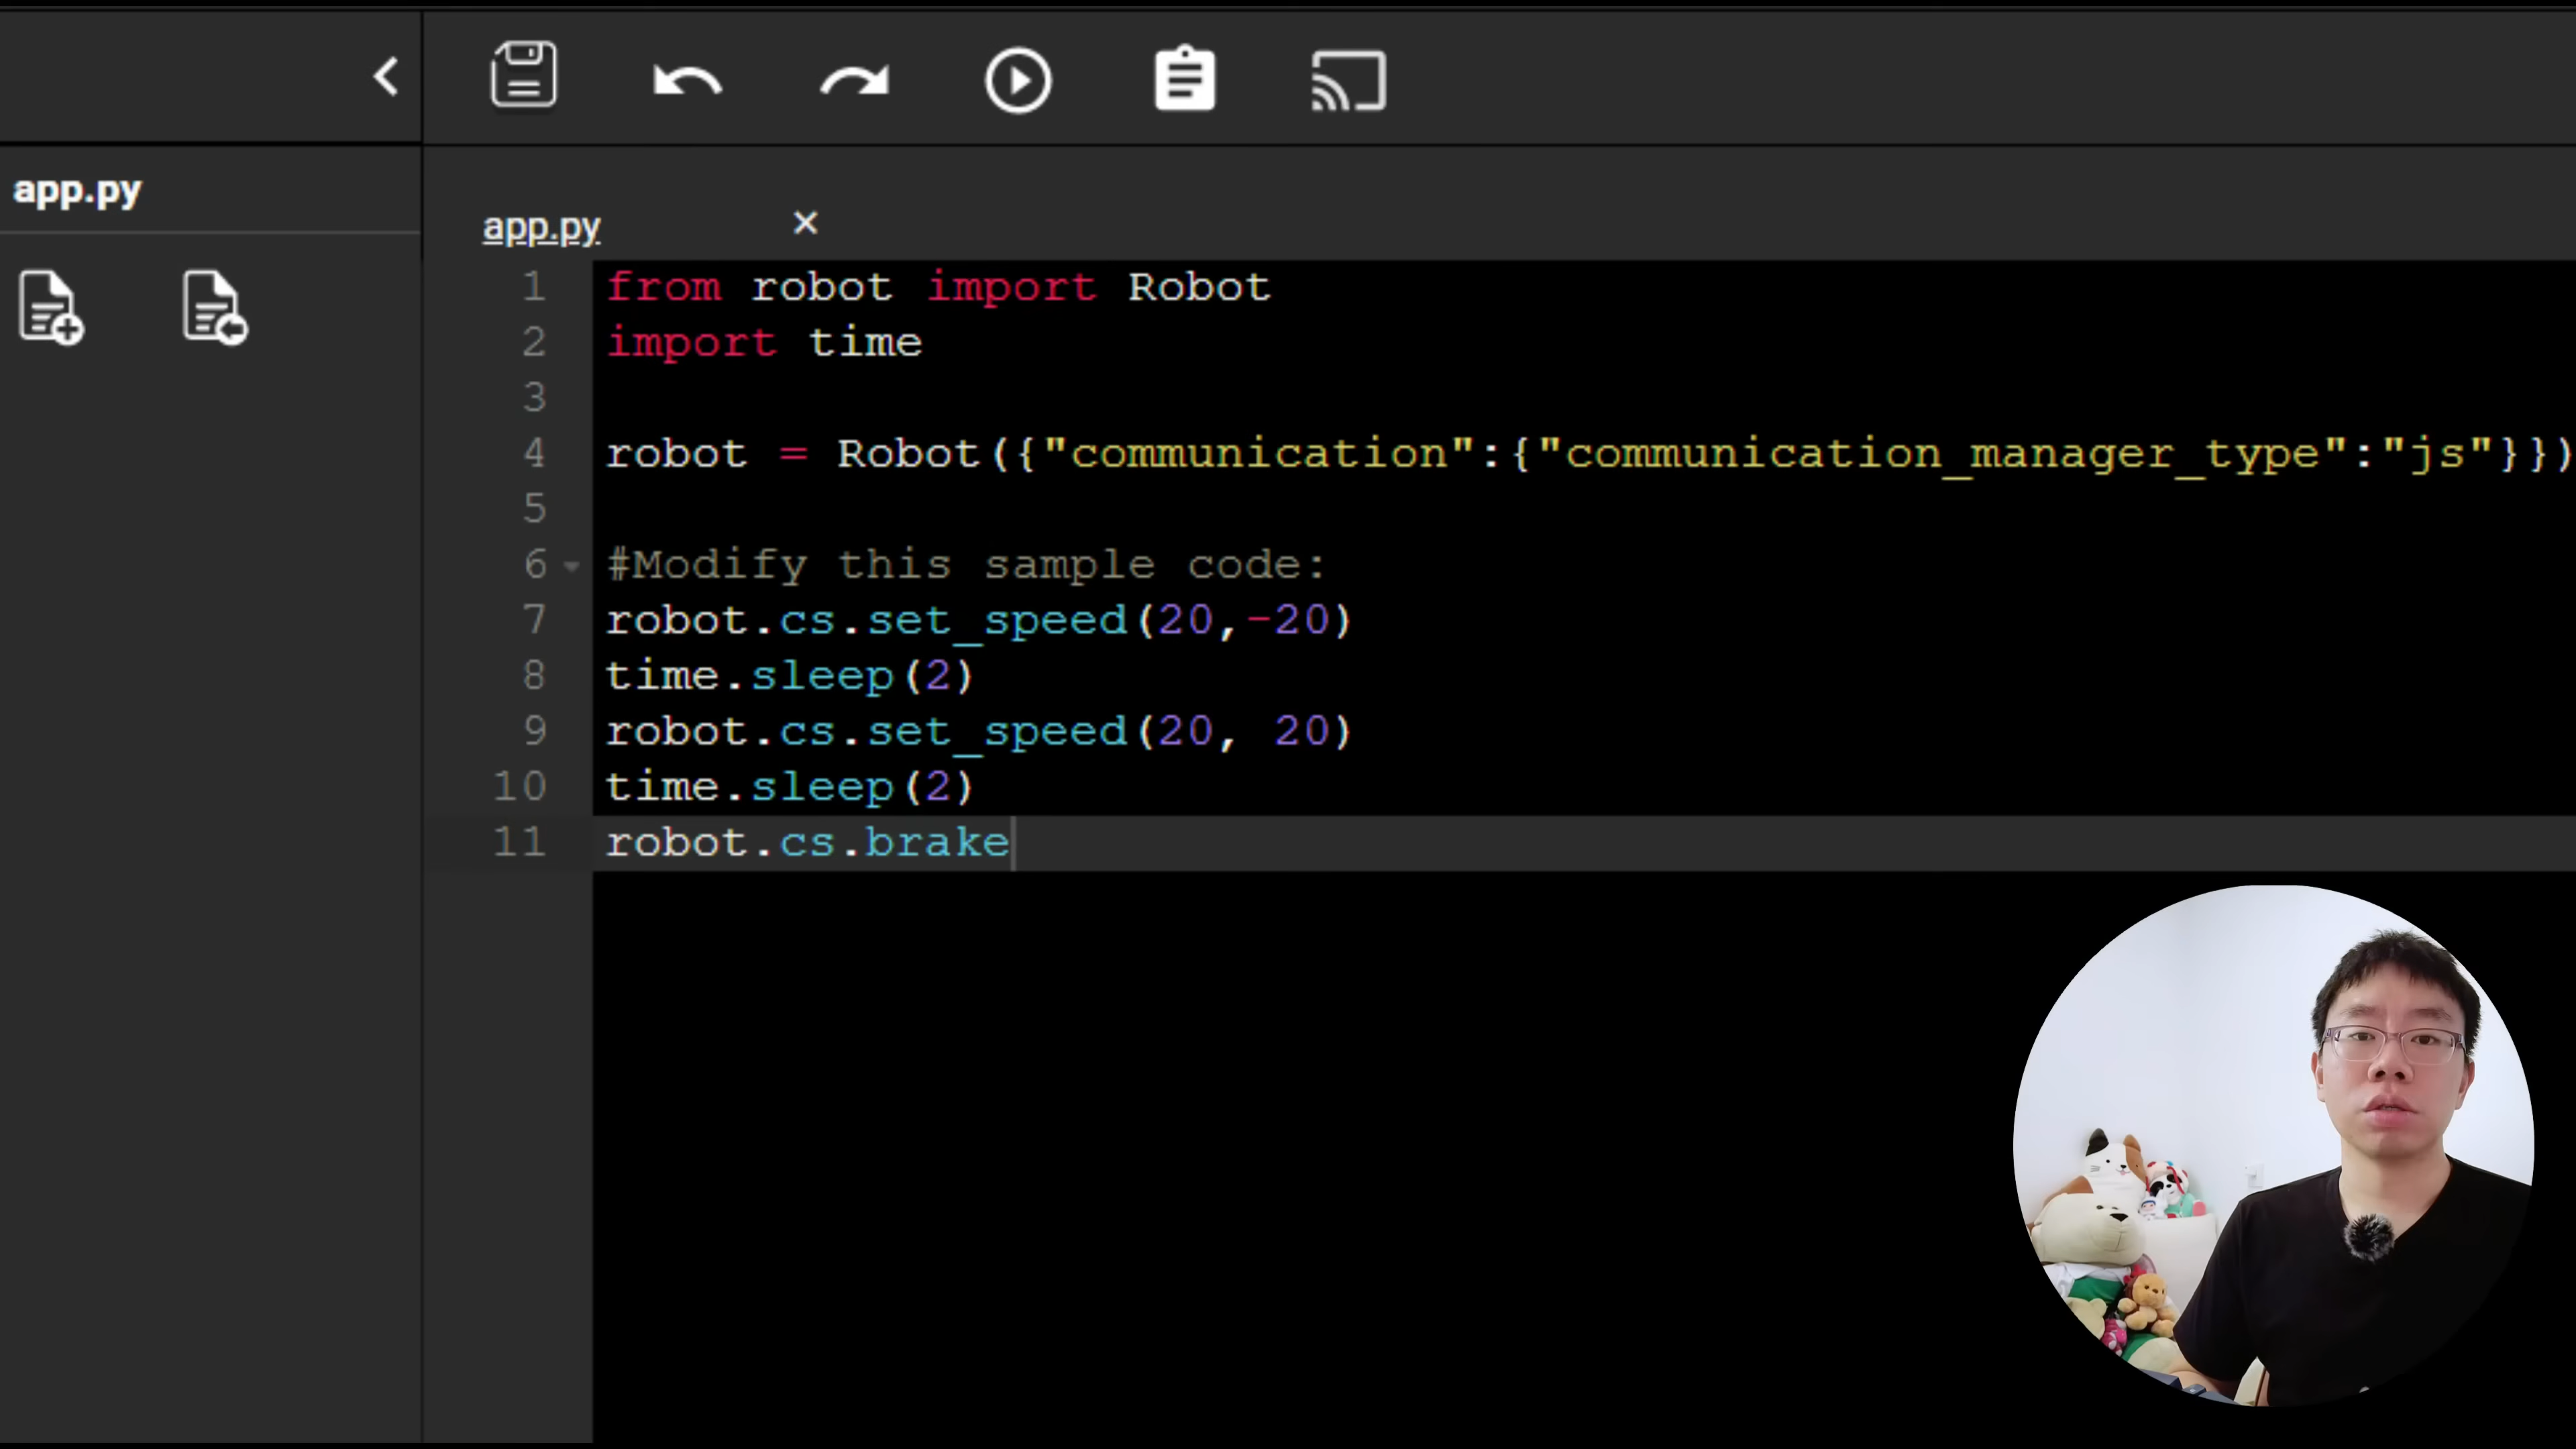 app.py
app.py ×
1 from robot import Robot
2 import time
3
4 robot = Robot({"communication":{"communication_manager_type":"js"}})
5
6 #Modify this sample code:
7 robot.cs.set_speed(20,-20)
8 time.sleep(2)
9 robot.cs.set_speed(20, 20)
10 time.sleep(2)
11 robot.cs.brake